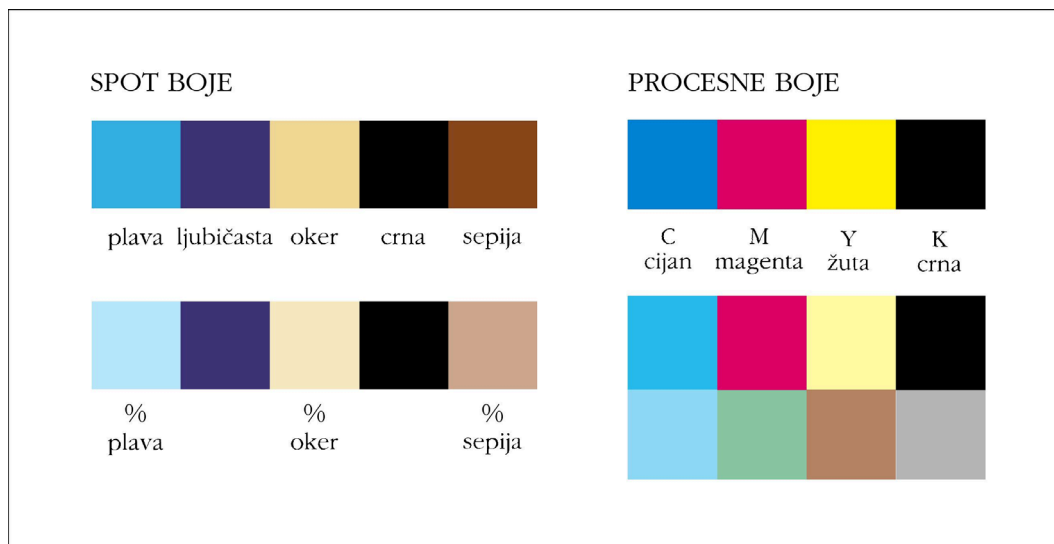 SPOT BOJE
plava ljubičasta oker crna sepija
% % %
plava oker sepija
PROCESNE BOJE
C M Y K
cijan magenta žuta crna